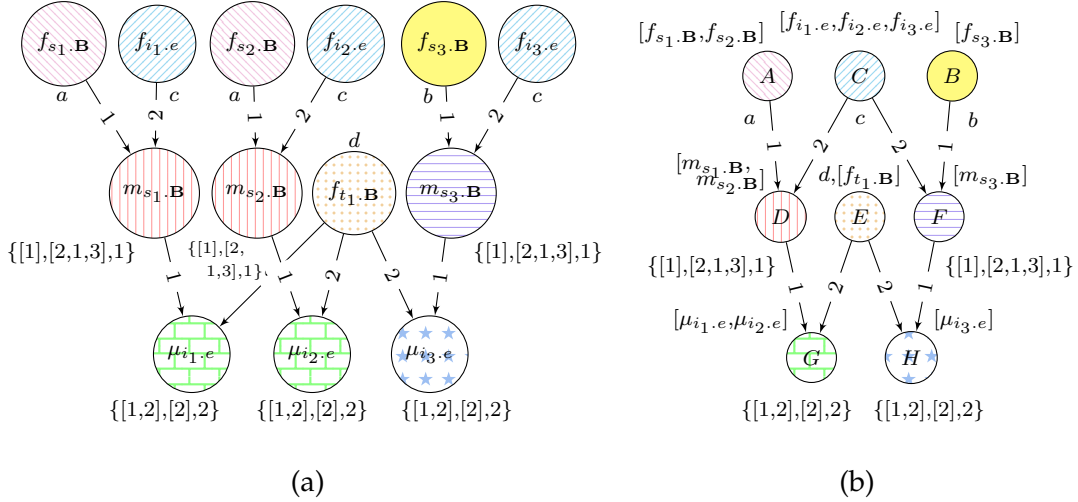 f_{s_1.B} f_{i_1.e} f_{s_2.B} f_{i_2.e} f_{s_3.B} f_{i_3.e}
a c a c b c
1 2 1 2 1 2
d
m_{s_1.B} m_{s_2.B} f_{t_1.B} m_{s_3.B}
{[1],[2,1,3],1} {[1],[2, {[1],[2,1,3],1}
1,3],1}
1 1 2 2 1
μ_{i_1.e} μ_{i_2.e} μ_{i_3.e}
{[1,2],[2],2} {[1,2],[2],2} {[1,2],[2],2}
(a)
[f_{s_1.B},f_{s_2.B}] [f_{i_1.e},f_{i_2.e},f_{i_3.e}] [f_{s_3.B}]
A C B
a c b
1 2 2 1
[m_{s_1.B},
m_{s_2.B}] d,[f_{t_1.B}] [m_{s_3.B}]
D E F
{[1],[2,1,3],1} {[1],[2,1,3],1}
1 2 2 1
[μ_{i_1.e},μ_{i_2.e}] [μ_{i_3.e}]
G H
{[1,2],[2],2} {[1,2],[2],2}
(b)